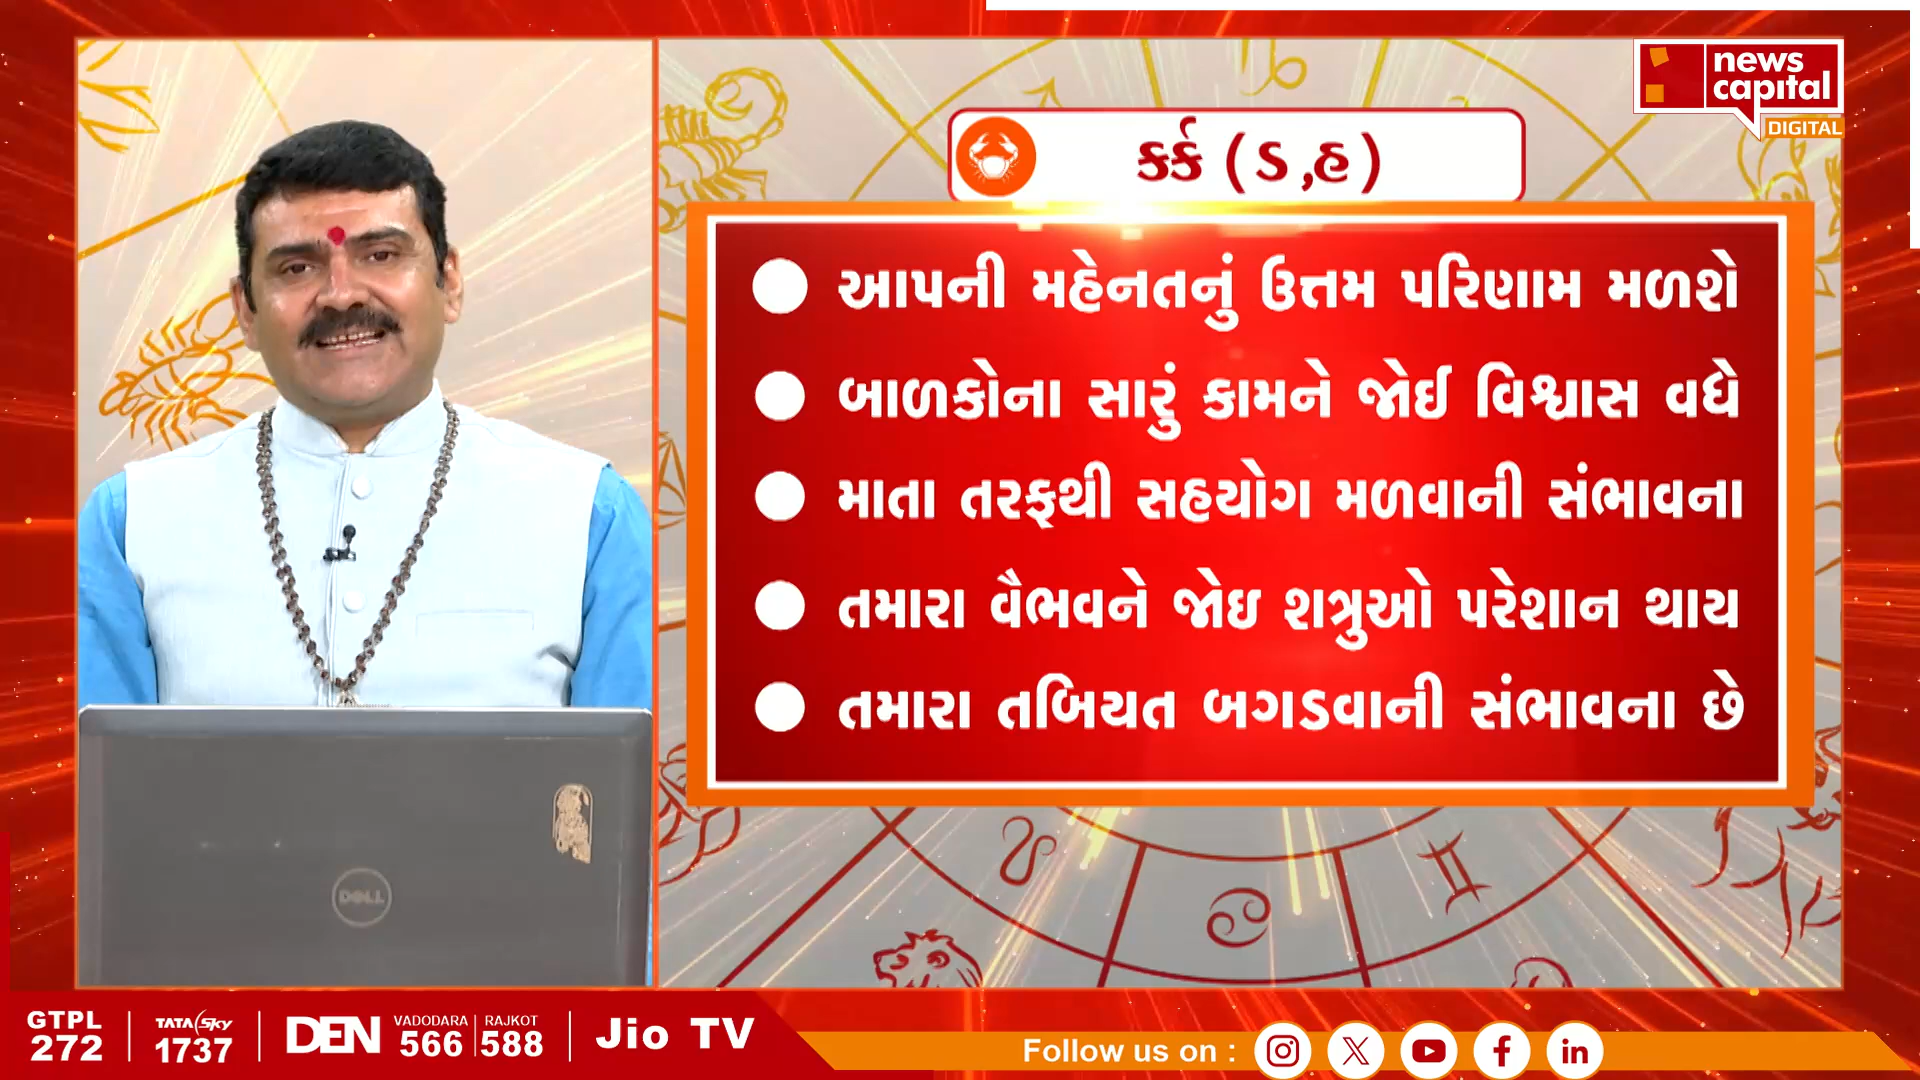 news
capital
DIGITAL
કર્ક ( ડ ,હ )
આપની મહેનતનું ઉત્તમ પરિણામ મળશે
બાળકોના સારું કામને જોઈ વિશ્વાસ વધે
માતા તરફથી સહયોગ મળવાની સંભાવના
તમારા વૈભવને જોઇ શત્રુઓ પરેશાન થાય
તમારા તબિયત બગડવાની સંભાવના છે
DELL
GTPL
272
TATA Sky
1737
DEN
VADODARA
566
RAJKOT
588
Jio TV
Follow us on :